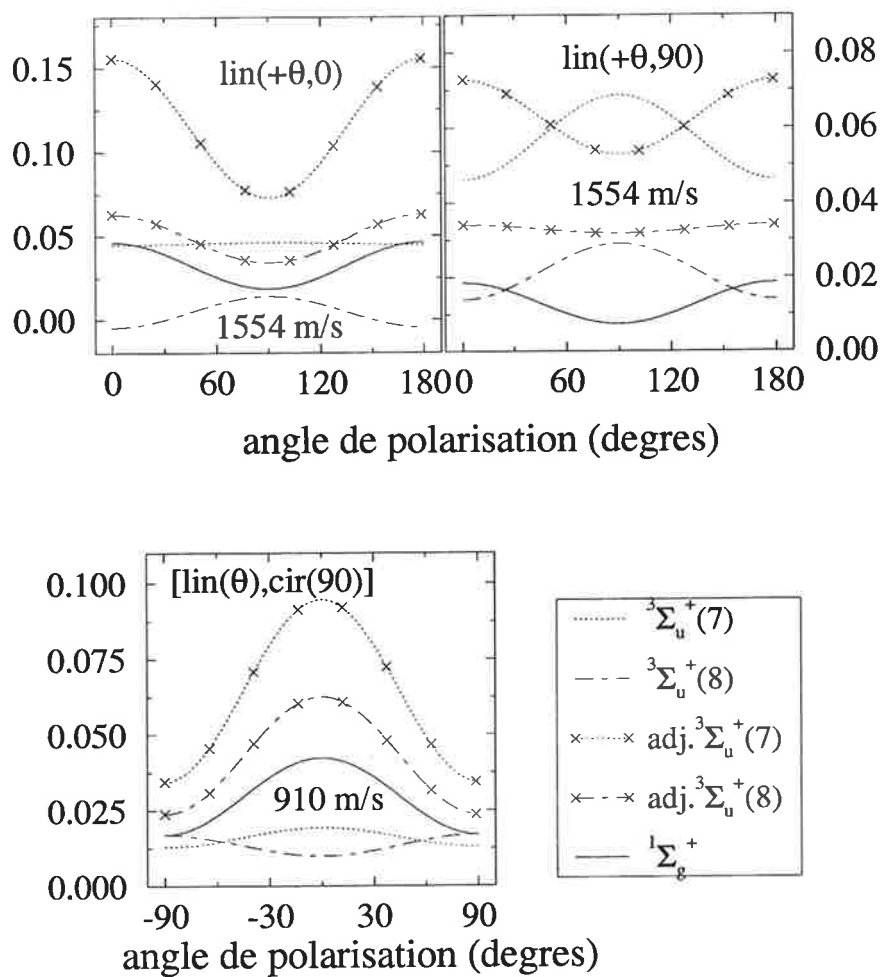 lin(+θ,0)
0.15
0.10
0.05
0.00
1554 m/s
0 60 120 180
lin(+θ,90)
0.08
0.06
0.04
0.02
0.00
1554 m/s
0 60 120 180
angle de polarisation (degres)
[lin(θ),cir(90)]
0.100
0.075
0.050
0.025
0.000
910 m/s
-90 -30 30 90
angle de polarisation (degres)
³Σᵤ⁺(7)
³Σᵤ⁺(8)
adj.³Σᵤ⁺(7)
adj.³Σᵤ⁺(8)
¹Σg⁺